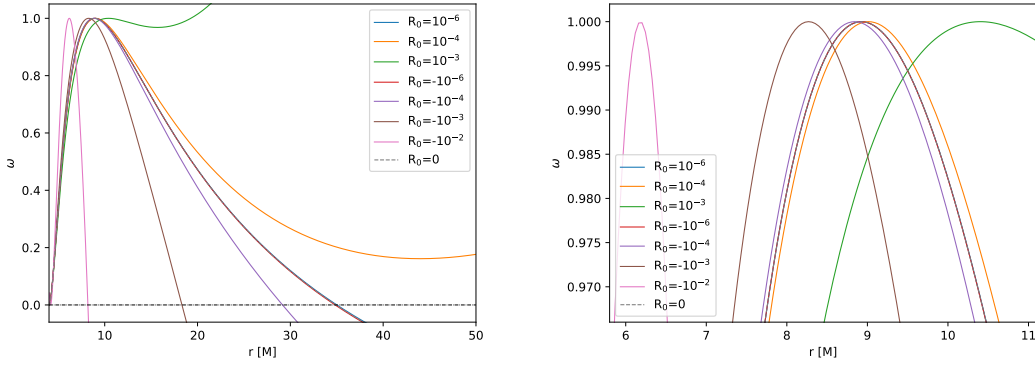 1.0
0.8
0.6
0.4
0.2
0.0
ω
10
20
30
40
50
r [M]
R₀=10⁻⁶
R₀=10⁻⁴
R₀=10⁻³
R₀=-10⁻⁶
R₀=-10⁻⁴
R₀=-10⁻³
R₀=-10⁻²
R₀=0
1.000
0.995
0.990
0.985
0.980
0.975
0.970
ω
6
7
8
9
10
11
r [M]
R₀=10⁻⁶
R₀=10⁻⁴
R₀=10⁻³
R₀=-10⁻⁶
R₀=-10⁻⁴
R₀=-10⁻³
R₀=-10⁻²
R₀=0